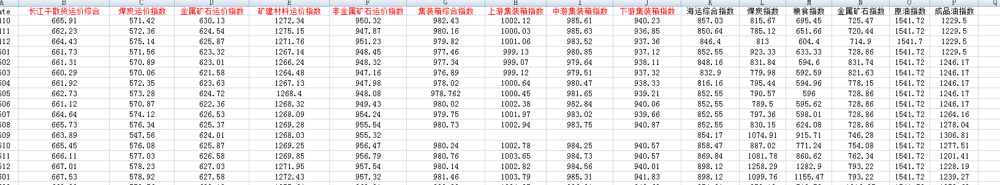 A B C D E F G H I J K L M N O P Q
ate 长江干散货运价综合 煤炭运价指数 金属矿石运价指数 矿建材料运价指数 非金属矿石运价指数 集装箱综合指数 上游集装箱指数 中游集装箱指数 下游集装箱指数 海运综合指数 煤炭指数 粮食指数 金属矿石指数 原油指数 成品油指数
110 665.91 571.42 630.13 1272.34 950.32 982.43 1002.12 985.61 940.23 857.03 815.67 695.45 725.47 1541.72 1229.5
111 662.23 572.36 624.54 1275.15 947.87 980.16 1000.03 985.63 936.85 850.64 785.12 651.66 720.44 1541.72 1229.5
112 664.43 575.14 625.87 1271.76 951.23 979.82 1001.06 983.52 937.36 846.4 813 604.4 714.9 1541.7 1229.5
501 661.73 571.56 623.32 1267.14 948.45 977.46 999.13 980.85 937.12 852.55 923.33 633.33 728.86 1541.72 1229.5
502 661.31 570.89 623.01 1266.24 948.32 977.34 999.07 979.64 938.11 848.16 831.84 594.6 831.74 1541.72 1246.17
503 660.29 570.06 621.58 1264.48 947.16 976.89 999.12 979.51 937.32 832.9 779.98 592.59 821.63 1541.72 1246.17
504 661.92 572.35 623.63 1267.13 947.98 978.02 1000.64 980.47 938.33 816.16 795.44 594.96 778.15 1541.72 1246.17
505 662.73 573.28 624.72 1268.4 948.08 978.762 1000.45 981.65 939.21 852.55 790.57 596 728.86 1541.72 1246.17
506 661.12 570.87 622.36 1268.32 949.43 980.02 1002.38 982.84 940.06 852.55 789.5 595.62 728.86 1541.72 1246.17
507 664.64 574.12 626.53 1268.09 954.24 979.75 1001.97 983.02 939.66 852.55 797.36 598.01 728.86 1541.72 1264.16
508 665.73 576.34 625.37 1269.28 955.54 980.73 1002.94 983.75 940.87 852.55 830.15 624.08 728.86 1541.72 1278.04
509 663.89 547.56 624.01 1268.03 955.32 854.17 1074.91 915.71 746.28 1541.72 1306.81
510 665.45 576.08 625.87 1269.25 956.47 980.24 1002.78 984.25 940.57 858.47 887.02 771.24 754.08 1541.72 1277.51
511 666.11 577.03 626.58 1269.85 956.79 980.76 1003.65 984.73 940.57 869.84 1081.78 860.62 762.34 1541.72 1201.41
512 667.01 578.23 627.03 1271.95 957.54 980.14 1002.82 984.56 940.01 898.12 1258.29 1282.9 793.22 1541.72 1228.19
601 667.53 578.92 627.58 1272.43 957.32 981.46 1003.79 985.31 941.83 898.12 1099.76 1155.47 793.22 1541.72 1239.27